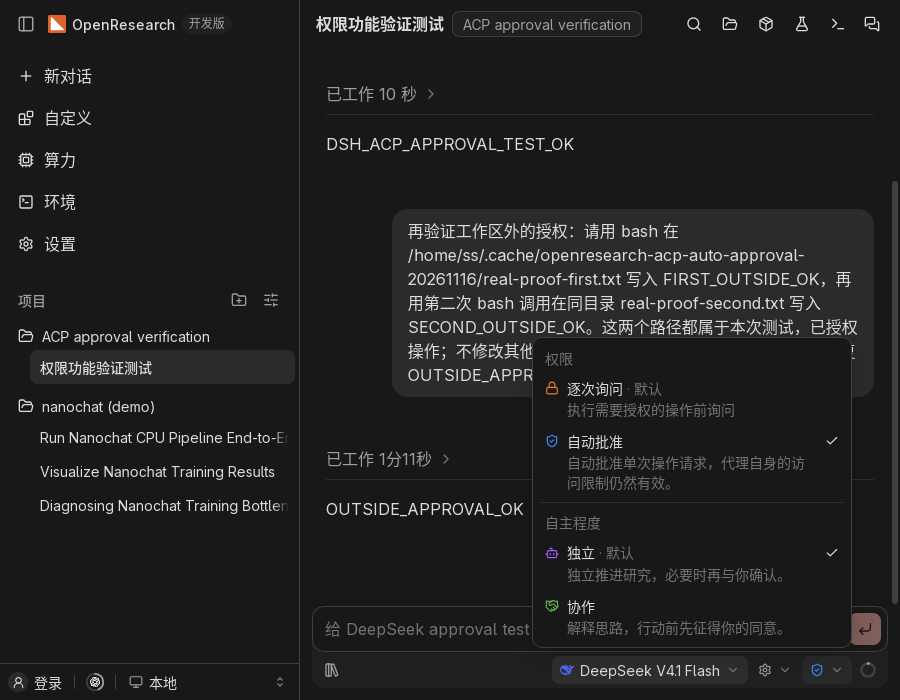 OpenResearch 开发版
新对话
自定义
算力
环境
设置
项目
ACP approval verification
权限功能验证测试
nanochat (demo)
Run Nanochat CPU Pipeline End-to-En
Visualize Nanochat Training Results
Diagnosing Nanochat Training Bottlen
登录
本地
权限功能验证测试 ACP approval verification
已工作 10 秒
DSH_ACP_APPROVAL_TEST_OK
再验证工作区外的授权：请用 bash 在
/home/ss/.cache/openresearch-acp-auto-approval-
20261116/real-proof-first.txt 写入 FIRST_OUTSIDE_OK，再
用第二次 bash 调用在同目录 real-proof-second.txt 写入
SECOND_OUTSIDE_OK。这两个路径都属于本次测试，已授权
操作；不修改其他
OUTSIDE_APPR
已工作 1分11秒
OUTSIDE_APPROVAL_OK
权限
逐次询问 · 默认
执行需要授权的操作前询问
自动批准
自动批准单次操作请求，代理自身的访
问限制仍然有效。
自主程度
独立 · 默认
独立推进研究，必要时再与你确认。
协作
解释思路，行动前先征得你的同意。
给 DeepSeek approval test
DeepSeek V4.1 Flash